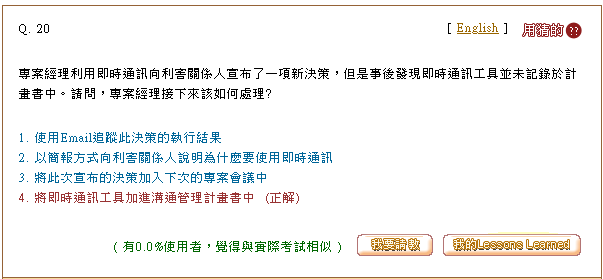 Q. 20 [ English ] 用猜的 ??
專案經理利用即時通訊向利害關係人宣布了一項新決策，但是事後發現即時通訊工具並未記錄於計
畫書中。請問，專案經理接下來該如何處理?
1. 使用Email追蹤此決策的執行結果
2. 以簡報方式向利害關係人說明為什麼要使用即時通訊
3. 將此次宣布的決策加入下次的專案會議中
4. 將即時通訊工具加進溝通管理計畫書中 (正解)
( 有0.0%使用者，覺得與實際考試相似 ) 我要請教 我的Lessons Learned